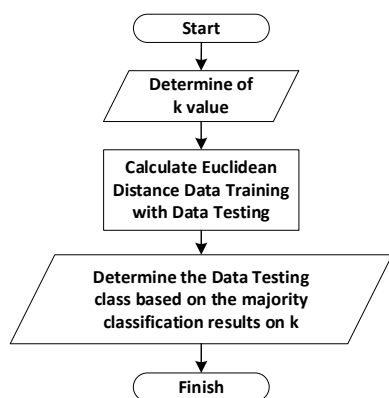 Start
Determine of
k value
Calculate Euclidean
Distance Data Training
with Data Testing
Determine the Data Testing
class based on the majority
classification results on k
Finish